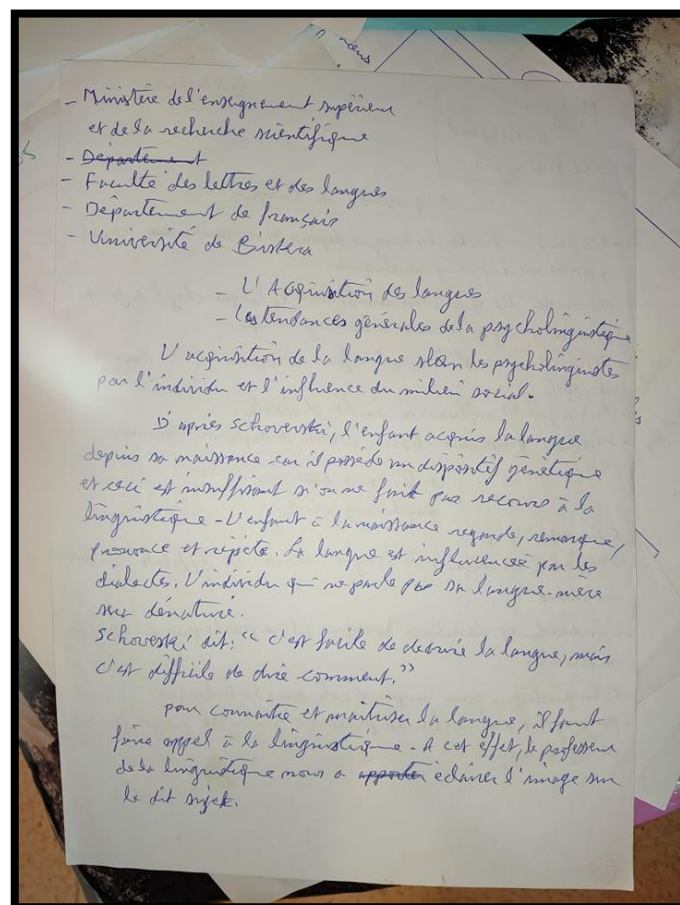 - Ministère de l'enseignement supérieur
et de la recherche scientifique
- Département
- Faculté des lettres et des langues
- Département de français
- Université de Biskra
- L'Acquisition des langues
- Les tendances générales de la psycholinguistique
L'acquisition de la langue selon les psycholinguistes
par l'individu et l'influence du milieu social.
D'après schoverski, l'enfant acquis la langue
depuis sa naissance car il possède un dispositif génétique
et ceci est insuffisant si on ne fait pas recours à la
linguistique - L'enfant à la naissance regarde, remarque,
prononce et répète. La langue est influencée par les
dialectes. L'individu qui ne parle pas sa langue-mère
sera dénaturé.
schoveski dit: " C'est facile de decrire la langue, mais
c'est difficile de dire comment."
pour connaitre et maitriser la langue, il faut
faire appel à la linguistique - A cet effet, le professeur
de la linguistique nous a apporter éclairer l'image sur
le dit sujet.